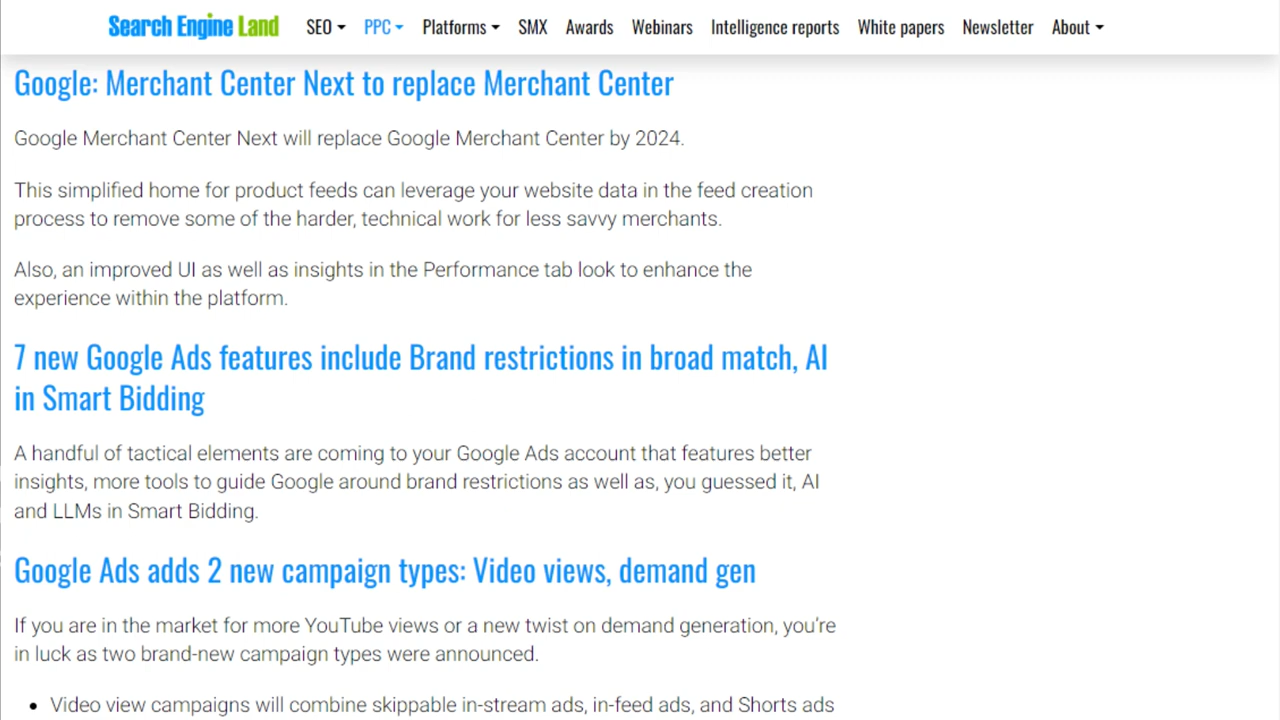 Search Engine Land SEO PPC Platforms SMX Awards Webinars Intelligence reports White papers Newsletter About
Google: Merchant Center Next to replace Merchant Center
Google Merchant Center Next will replace Google Merchant Center by 2024.
This simplified home for product feeds can leverage your website data in the feed creation
process to remove some of the harder, technical work for less savvy merchants.
Also, an improved UI as well as insights in the Performance tab look to enhance the
experience within the platform.
7 new Google Ads features include Brand restrictions in broad match, AI
in Smart Bidding
A handful of tactical elements are coming to your Google Ads account that features better
insights, more tools to guide Google around brand restrictions as well as, you guessed it, AI
and LLMs in Smart Bidding.
Google Ads adds 2 new campaign types: Video views, demand gen
If you are in the market for more YouTube views or a new twist on demand generation, you’re
in luck as two brand-new campaign types were announced.
• Video view campaigns will combine skippable in-stream ads, in-feed ads, and Shorts ads